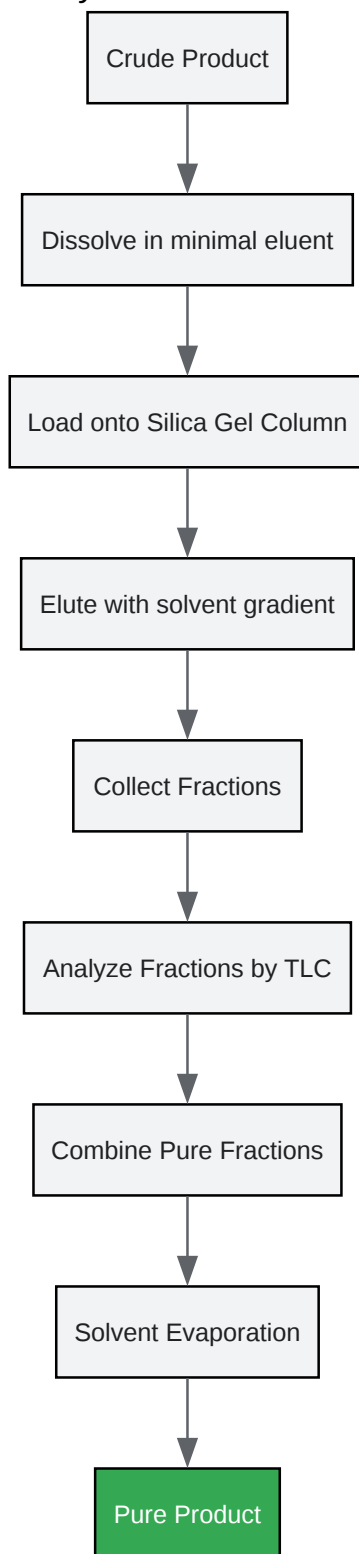 Crude Product
Dissolve in minimal eluent
Load onto Silica Gel Column
Elute with solvent gradient
Collect Fractions
Analyze Fractions by TLC
Combine Pure Fractions
Solvent Evaporation
Pure Product